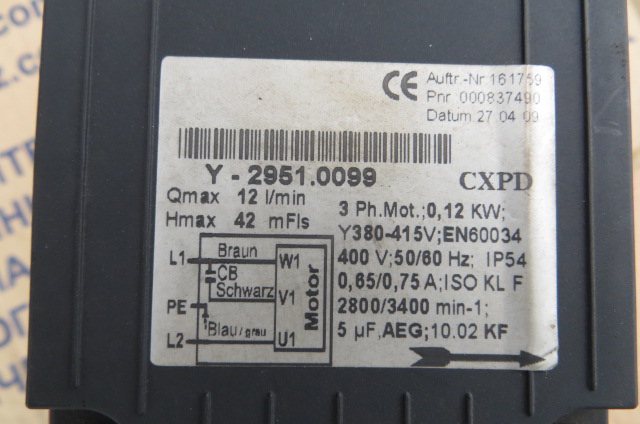 CE
Auftr.-Nr.161759
Pnr 000837490
Datum.27 04 09
Y - 2951.0099
CXPD
Qmax 12 l/min
Hmax 42 mFls
3 Ph.Mot.;0,12 KW;
Y380-415V;EN60034
400 V;50/60 Hz; IP54
0,65/0,75 A;ISO KL F
2800/3400 min-1;
5 µF,AEG;10.02 KF
L1 Braun W1
CB
Schwarz V1
PE
Blau/grau
L2 U1
Motor